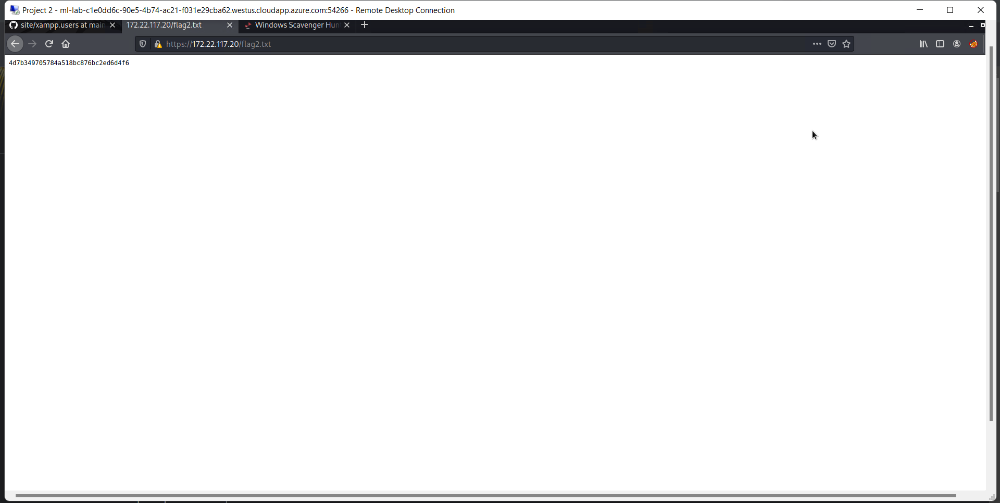 Project 2 - ml-lab-c1e0dd6c-90e5-4b74-ac21-f031e29cba62.westus.cloudapp.azure.com:54266 - Remote Desktop Connection
site/xampp.users at main
172.22.117.20/flag2.txt
Windows Scavenger Hun
https://172.22.117.20/flag2.txt
4d7b349705784a518bc876bc2ed6d4f6